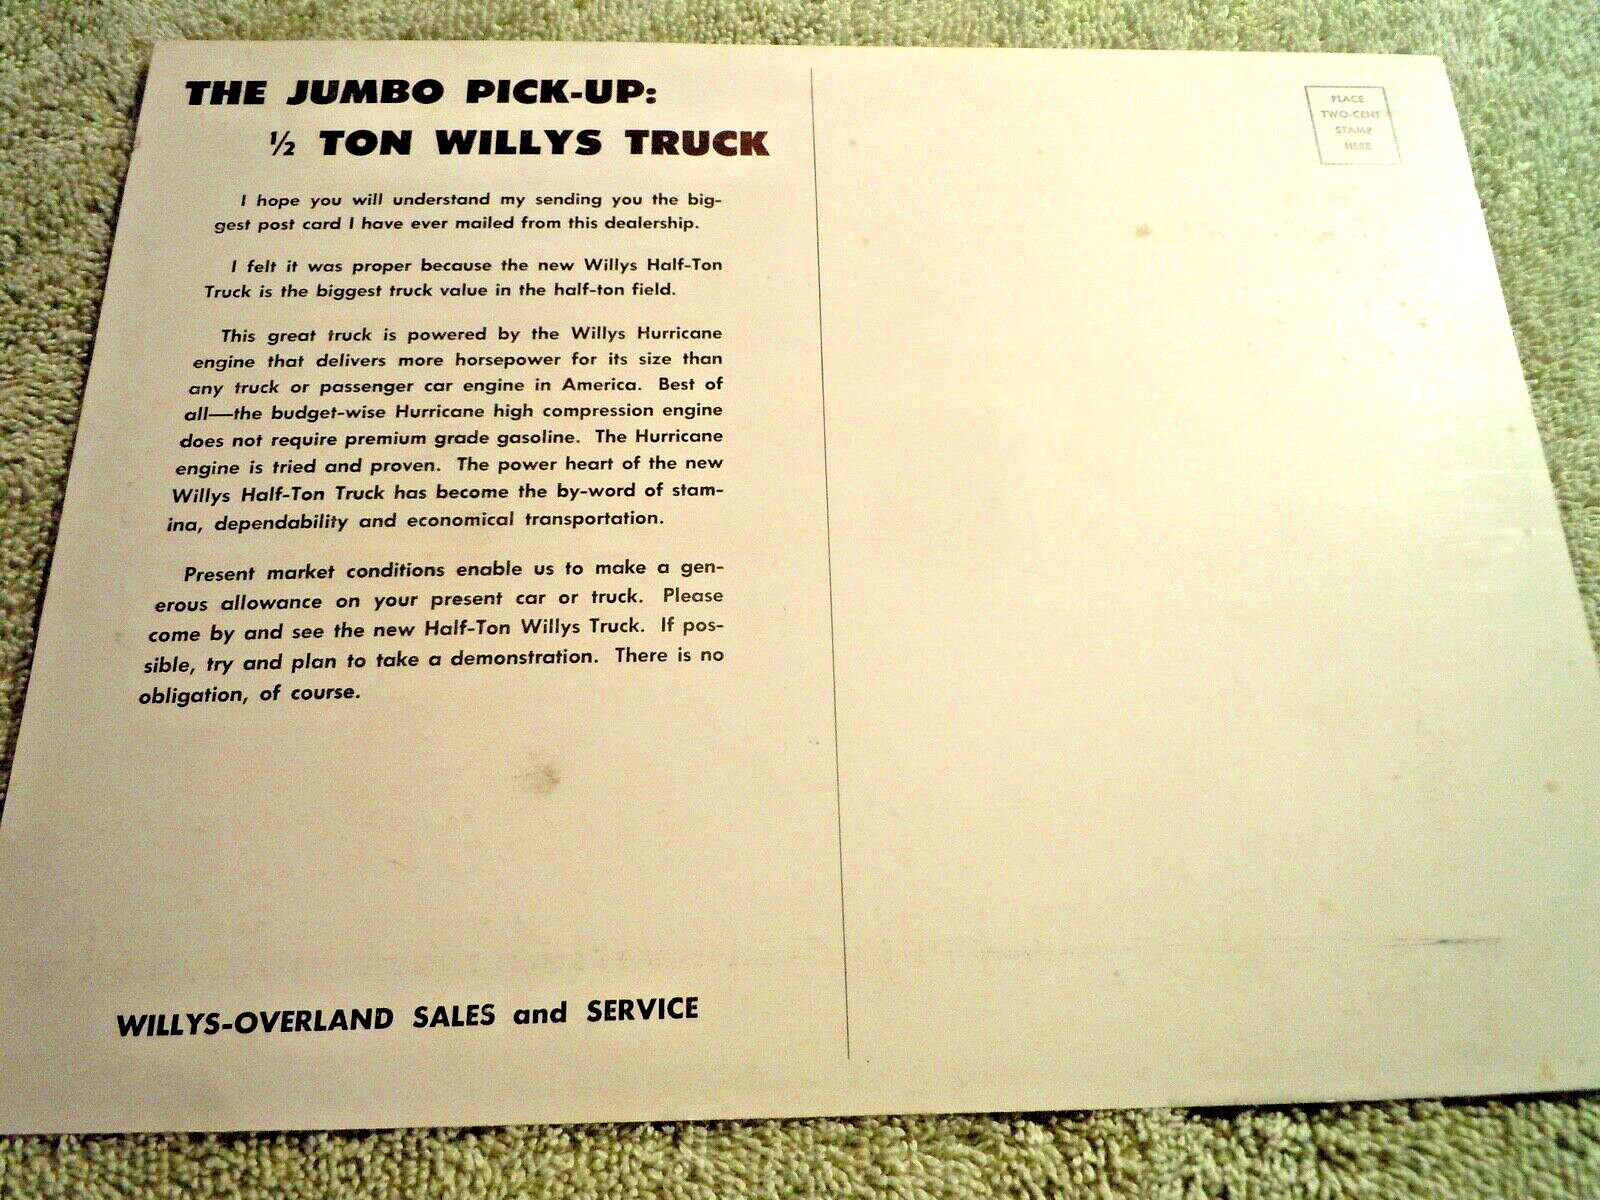 THE JUMBO PICK-UP:
½ TON WILLYS TRUCK
I hope you will understand my sending you the big-
gest post card I have ever mailed from this dealership.
I felt it was proper because the new Willys Half-Ton
Truck is the biggest truck value in the half-ton field.
This great truck is powered by the Willys Hurricane
engine that delivers more horsepower for its size than
any truck or passenger car engine in America. Best of
all—the budget-wise Hurricane high compression engine
does not require premium grade gasoline. The Hurricane
engine is tried and proven. The power heart of the new
Willys Half-Ton Truck has become the by-word of stam-
ina, dependability and economical transportation.
Present market conditions enable us to make a gen-
erous allowance on your present car or truck. Please
come by and see the new Half-Ton Willys Truck. If pos-
sible, try and plan to take a demonstration. There is no
obligation, of course.
WILLYS-OVERLAND SALES and SERVICE
PLACE
TWO-CENT
STAMP
HERE